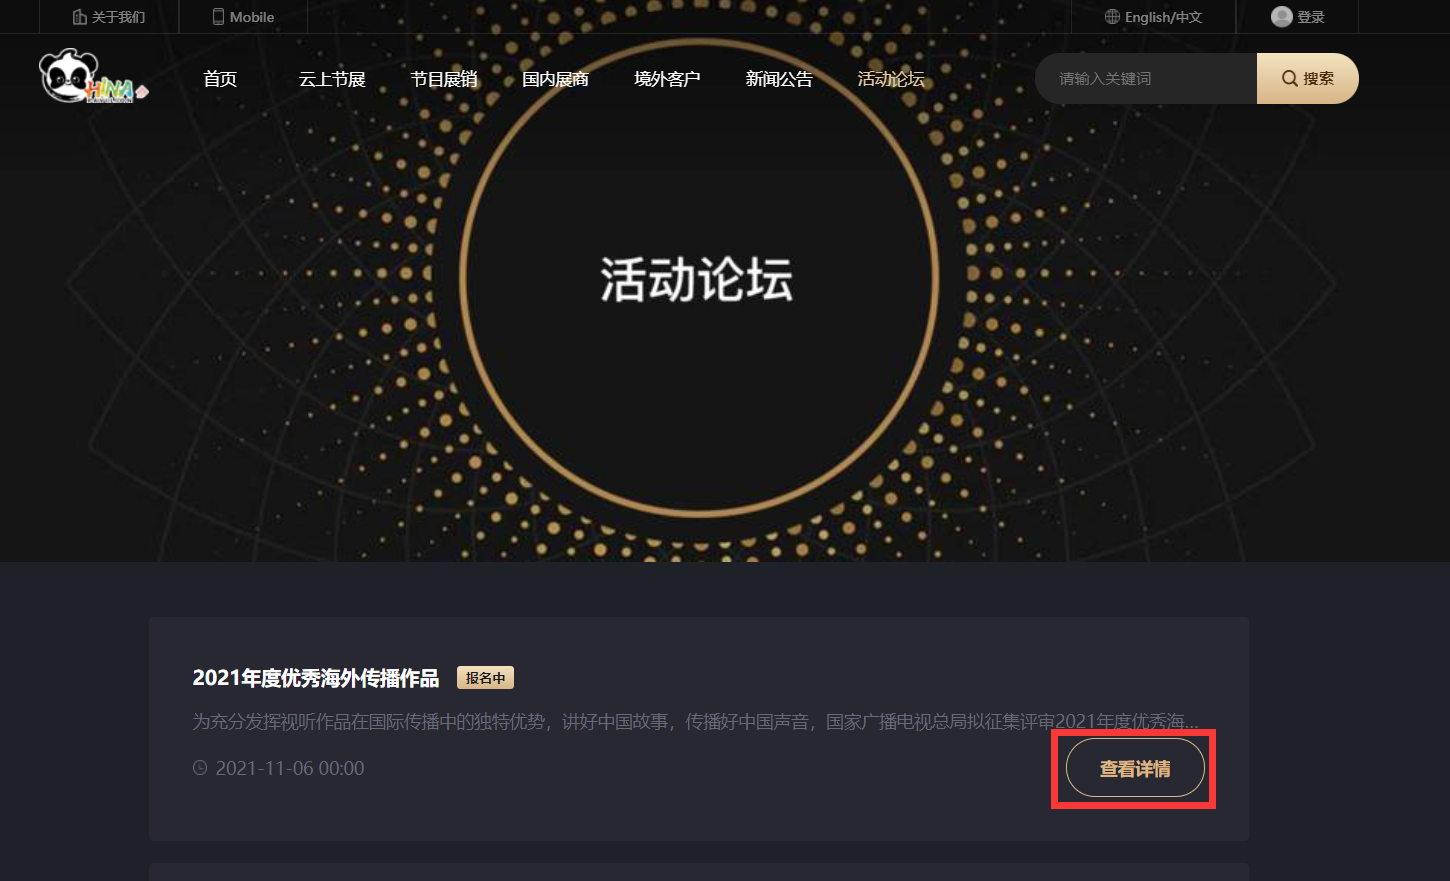 关于我们
Mobile
English/中文
登录
HINA
首页
云上节展
节目展销
国内展商
境外客户
新闻公告
活动论坛
请输入关键词
搜索
活动论坛
2021年度优秀海外传播作品
报名中
为充分发挥视听作品在国际传播中的独特优势，讲好中国故事，传播好中国声音，国家广播电视总局拟征集评审2021年度优秀海...
2021-11-06 00:00
查看详情